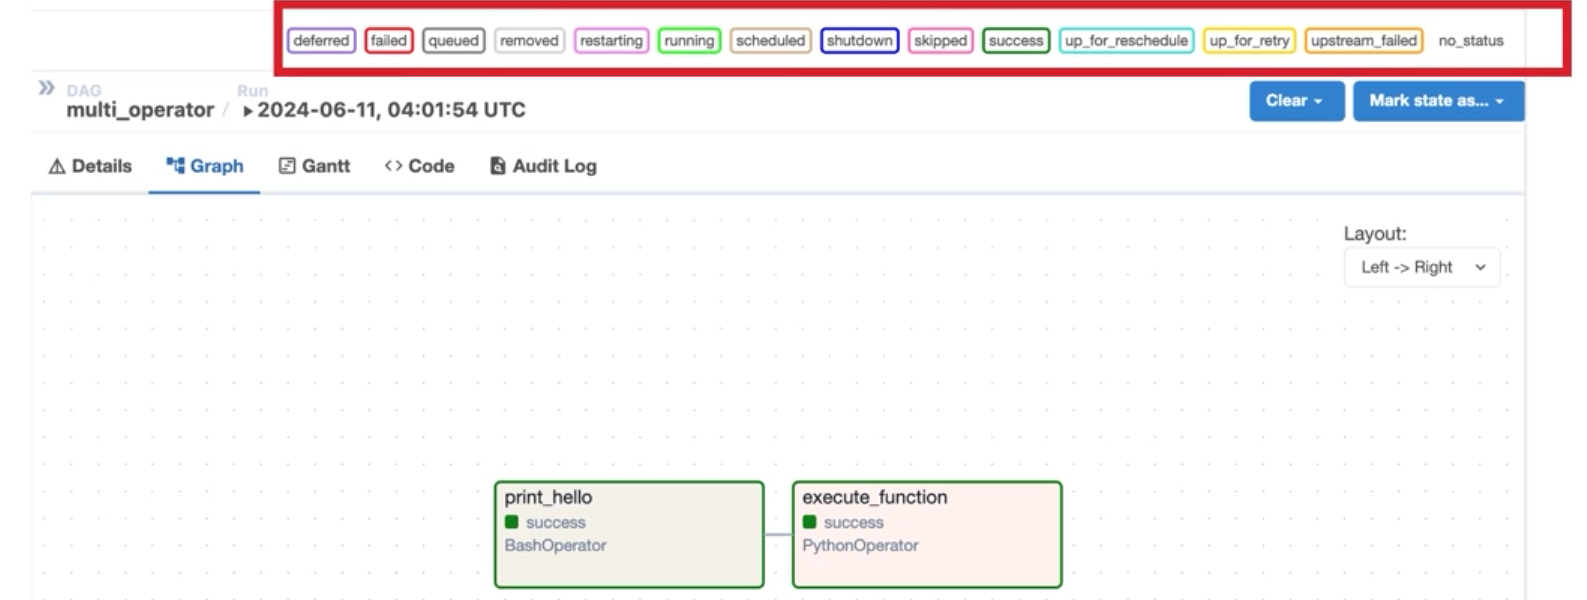 deferred failed queued removed restarting running scheduled shutdown skipped success up_for_reschedule up_for_retry upstream_failed no_status
DAG
multi_operator /
Run
2024-06-11, 04:01:54 UTC
Clear
Mark state as...
Details Graph Gantt Code Audit Log
Layout:
Left -> Right
print_hello
success
BashOperator
execute_function
success
PythonOperator